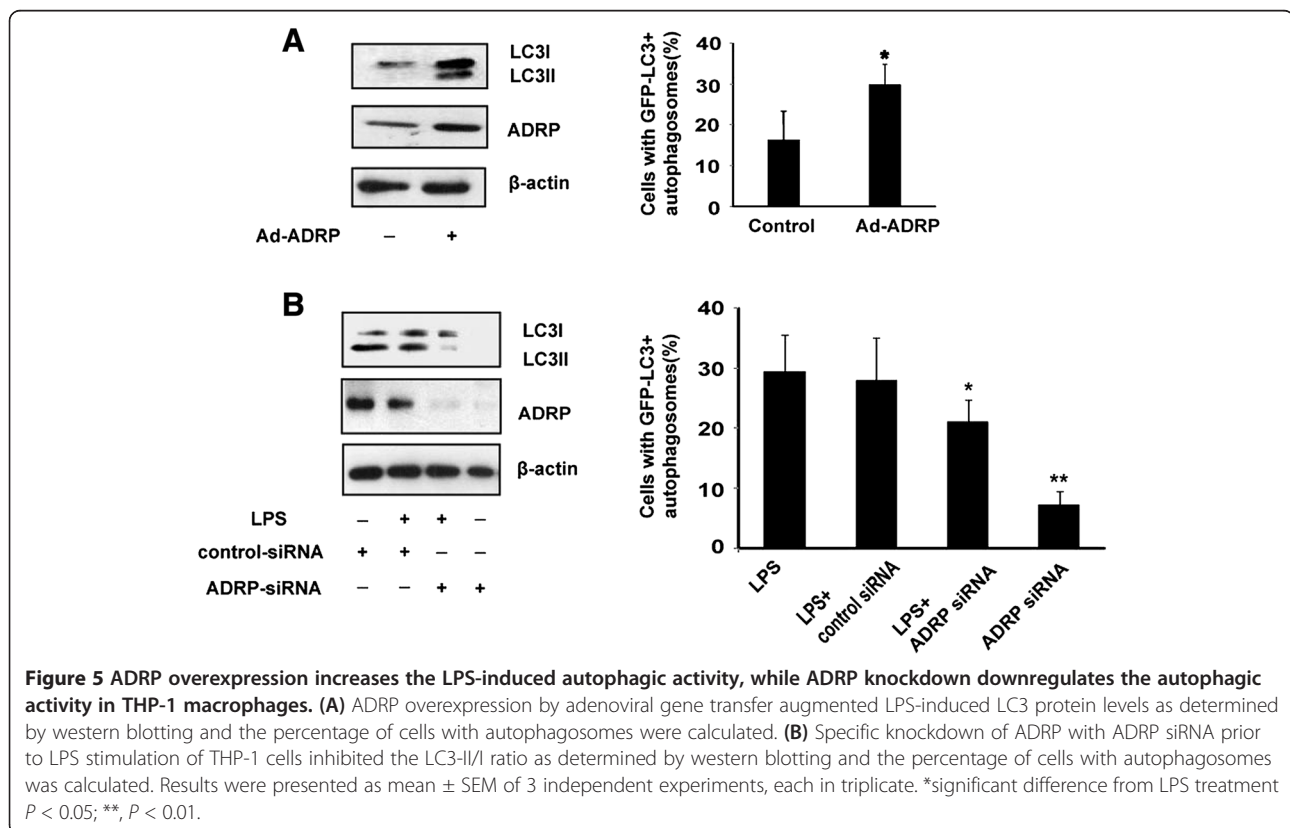 A
LC3I
LC3II
ADRP
β-actin
Ad-ADRP – +
Cells with GFP-LC3+
autophagosomes(%)
40
30
20
10
0
*
Control Ad-ADRP
B
LC3I
LC3II
ADRP
β-actin
LPS – + + –
control-siRNA + + – –
ADRP-siRNA – – + +
Cells with GFP-LC3+
autophagosomes(%)
40
30
20
10
0
*
**
LPS
LPS+
control siRNA
LPS+
ADRP siRNA
ADRP siRNA
Figure 5 ADRP overexpression increases the LPS-induced autophagic activity, while ADRP knockdown downregulates the autophagic
activity in THP-1 macrophages. (A) ADRP overexpression by adenoviral gene transfer augmented LPS-induced LC3 protein levels as determined
by western blotting and the percentage of cells with autophagosomes were calculated. (B) Specific knockdown of ADRP with ADRP siRNA prior
to LPS stimulation of THP-1 cells inhibited the LC3-II/I ratio as determined by western blotting and the percentage of cells with autophagosomes
was calculated. Results were presented as mean ± SEM of 3 independent experiments, each in triplicate. *significant difference from LPS treatment
P < 0.05; **, P < 0.01.